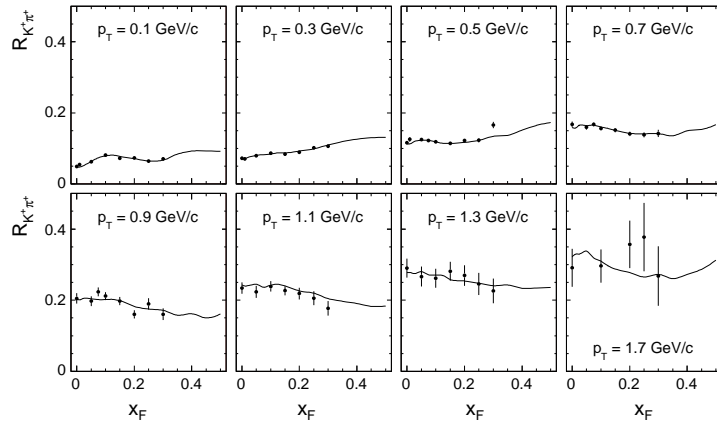 R_{K⁺π⁺}
0.4
0.2
0
p_T = 0.1 GeV/c
p_T = 0.3 GeV/c
p_T = 0.5 GeV/c
p_T = 0.7 GeV/c
R_{K⁺π⁺}
0.4
0.2
0
p_T = 0.9 GeV/c
p_T = 1.1 GeV/c
p_T = 1.3 GeV/c
p_T = 1.7 GeV/c
0 0.2 0.4 0 0.2 0.4 0 0.2 0.4 0 0.2 0.4
x_F x_F x_F x_F